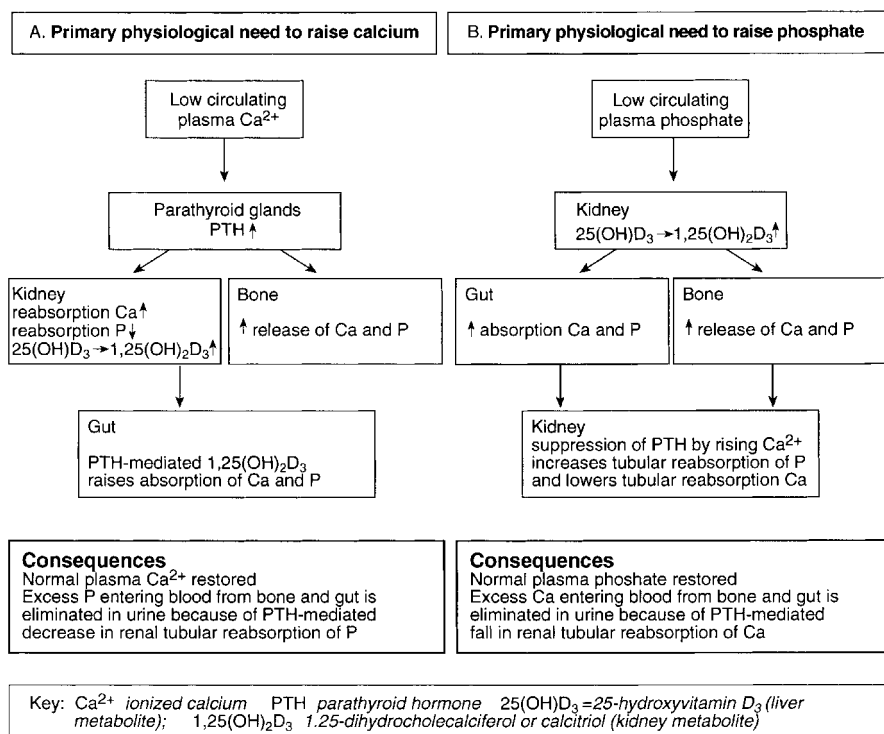 A. Primary physiological need to raise calcium
B. Primary physiological need to raise phosphate
Low circulating
plasma Ca²⁺
Low circulating
plasma phosphate
Parathyroid glands
PTH ↑
Kidney
25(OH)D₃→1,25(OH)₂D₃↑
Kidney
reabsorption Ca↑
reabsorption P↓
25(OH)D₃→1,25(OH)₂D₃↑
Bone
↑ release of Ca and P
Gut
↑ absorption Ca and P
Bone
↑ release of Ca and P
Gut
PTH-mediated 1,25(OH)₂D₃
raises absorption of Ca and P
Kidney
suppression of PTH by rising Ca²⁺
increases tubular reabsorption of P
and lowers tubular reabsorption Ca
Consequences
Normal plasma Ca²⁺ restored
Excess P entering blood from bone and gut is
eliminated in urine because of PTH-mediated
decrease in renal tubular reabsorption of P
Consequences
Normal plasma phoshate restored
Excess Ca entering blood from bone and gut is
eliminated in urine because of PTH-mediated
fall in renal tubular reabsorption of Ca
Key: Ca²⁺ ionized calcium PTH parathyroid hormone 25(OH)D₃=25-hydroxyvitamin D₃(liver
metabolite); 1,25(OH)₂D₃ 1.25-dihydrocholecalciferol or calcitriol (kidney metabolite)